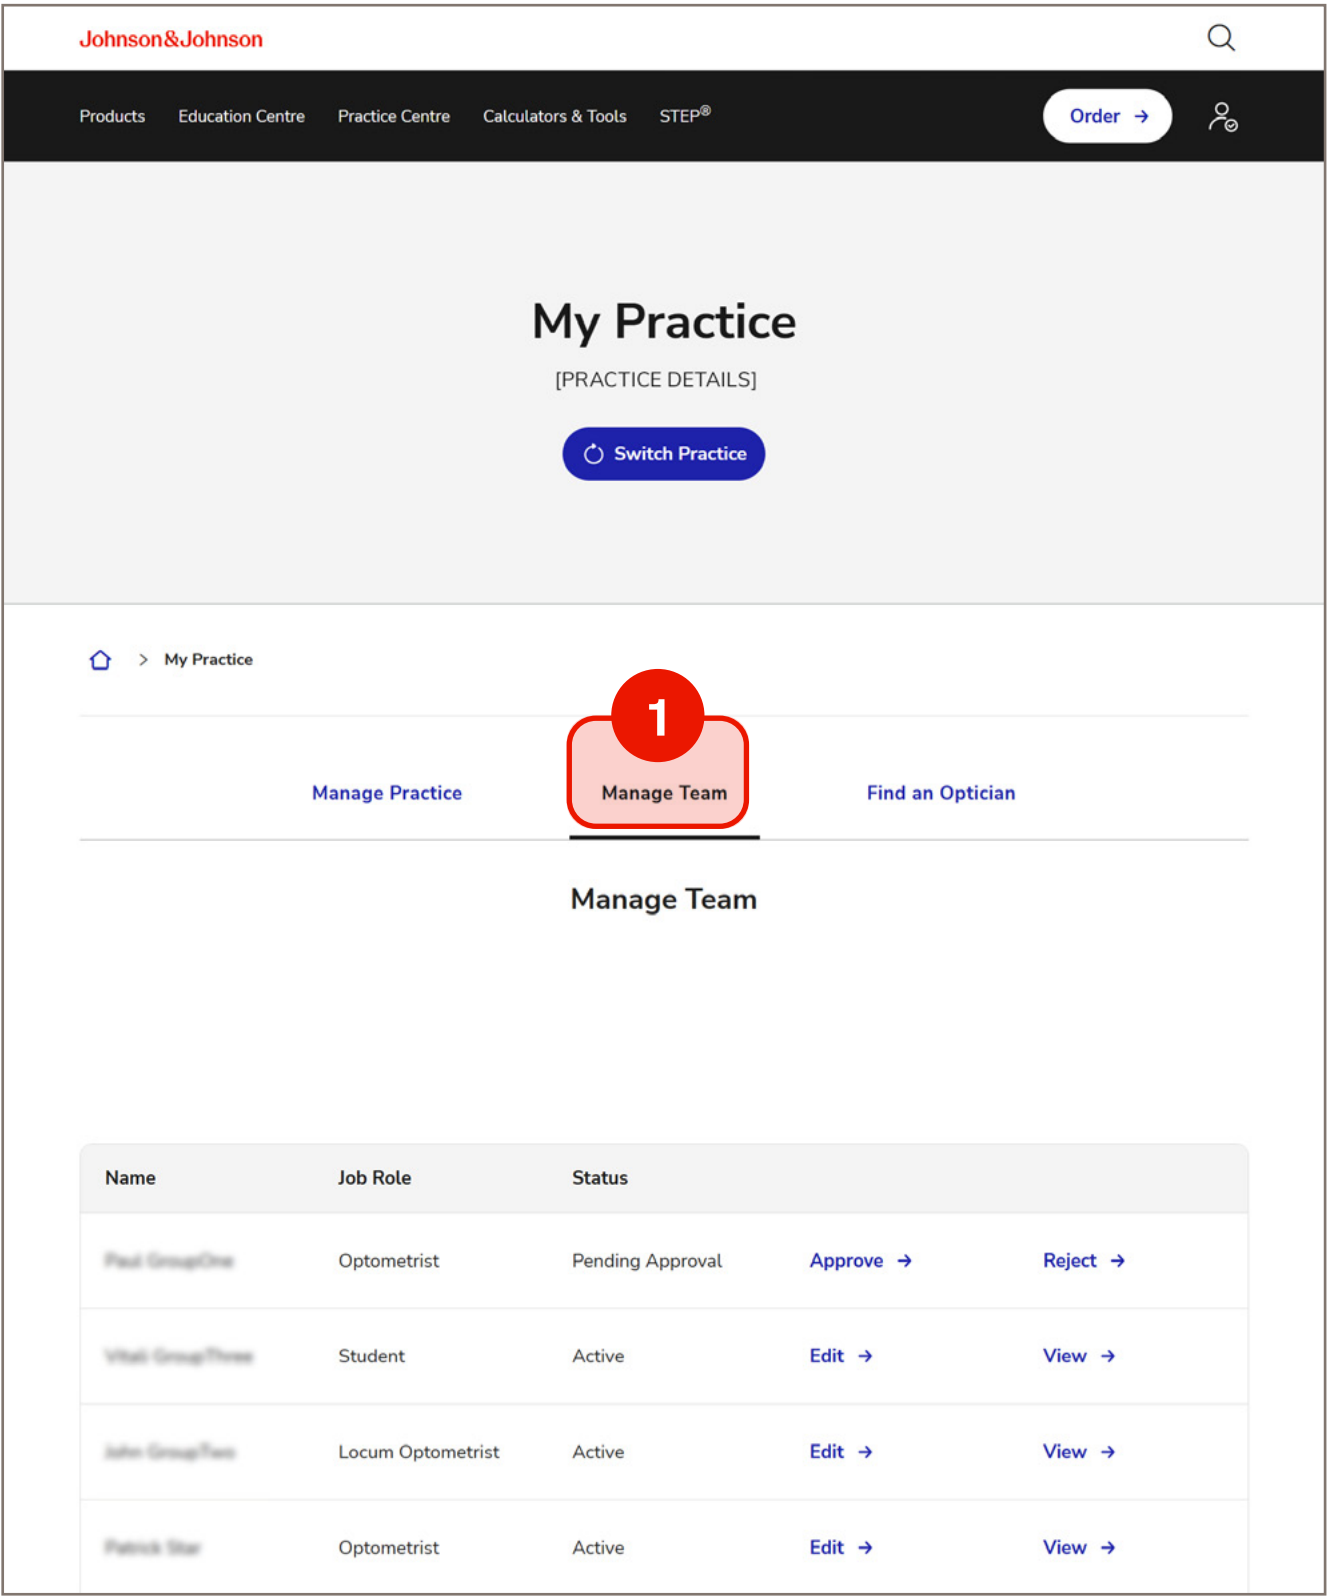 Johnson&Johnson
Products Education Centre Practice Centre Calculators & Tools STEP® Order →
My Practice
[PRACTICE DETAILS]
Switch Practice
> My Practice
1
Manage Practice Manage Team Find an Optician
Manage Team
Name Job Role Status
Optometrist Pending Approval Approve → Reject →
Student Active Edit → View →
Locum Optometrist Active Edit → View →
Optometrist Active Edit → View →